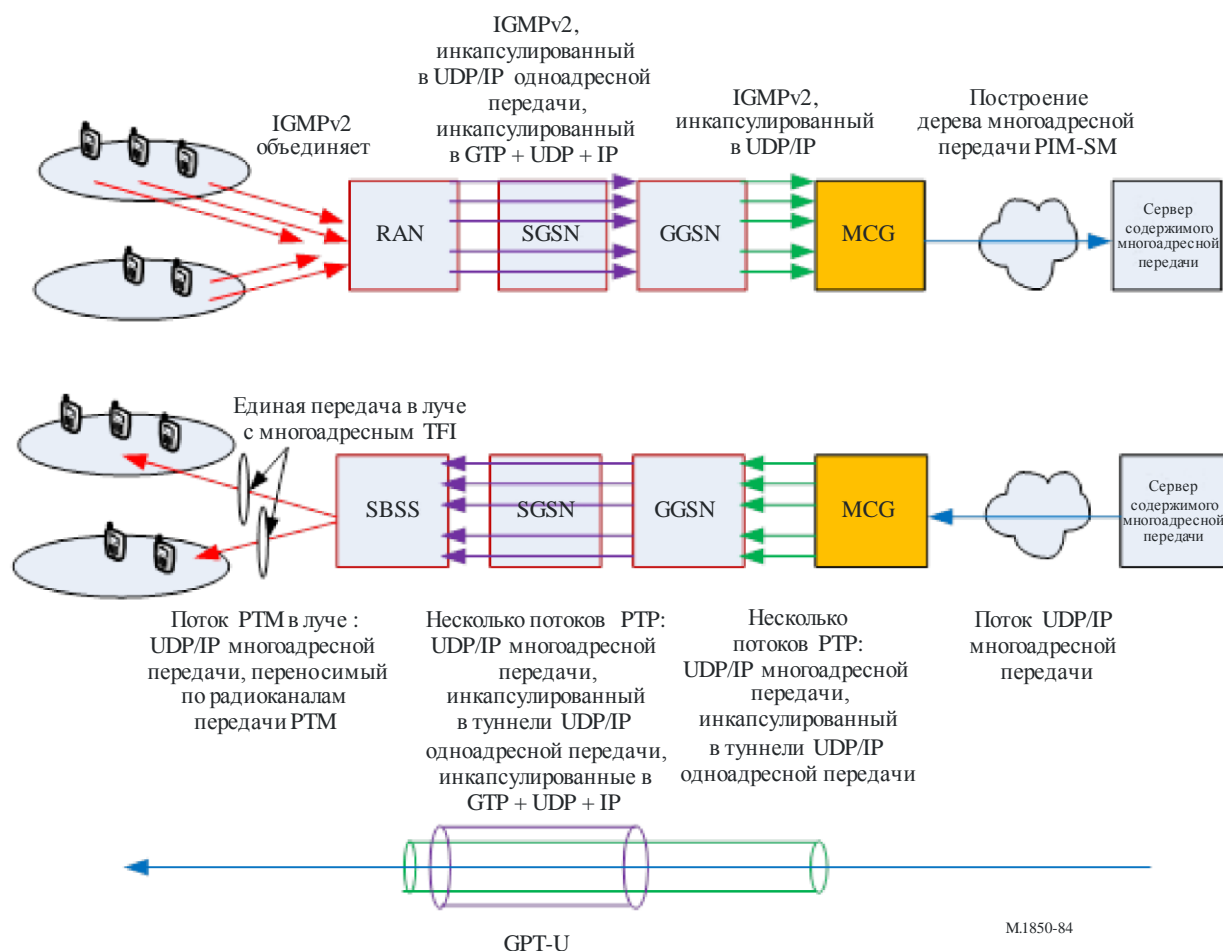 IGMPv2,
инкапсулированный
в UDP/IP одноадресной
передачи,
инкапсулированный
в GTP + UDP + IP
IGMPv2
объединяет
IGMPv2,
инкапсулированный
в UDP/IP
Построение
дерева многоадресной
передачи PIM-SM
RAN
SGSN
GGSN
MCG
Сервер
содержимого
многоадресной
передачи
Единая передача в луче
с многоадресным TFI
SBSS
SGSN
GGSN
MCG
Сервер
содержимого
многоадресной
передачи
Поток PTM в луче :
UDP/IP многоадресной
передачи, переносимый
по радиоканалам
передачи PTM
Несколько потоков PTP:
UDP/IP многоадресной
передачи,
инкапсулированный
в туннели UDP/IP
одноадресной передачи,
инкапсулированные в
GTP + UDP + IP
Несколько
потоков PTP:
UDP/IP многоадресной
передачи,
инкапсулированный
в туннели UDP/IP
одноадресной передачи
Поток UDP/IP
многоадресной
передачи
GPT-U
M.1850-84